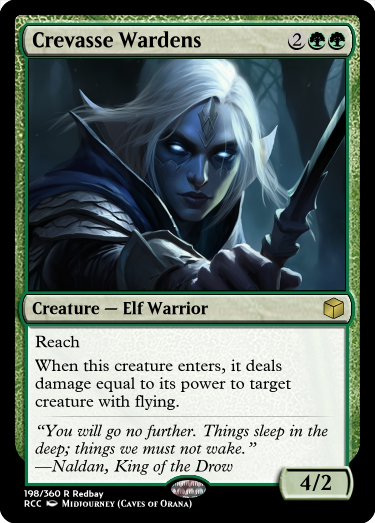 Crevasse Wardens 2
Creature — Elf Warrior
Reach
When this creature enters, it deals
damage equal to its power to target
creature with flying.
“You will go no further. Things sleep in the
deep; things we must not wake.”
—Naldan, King of the Drow
4/2
198/360 R Redbay
RCC Midjourney (Caves of Orana)